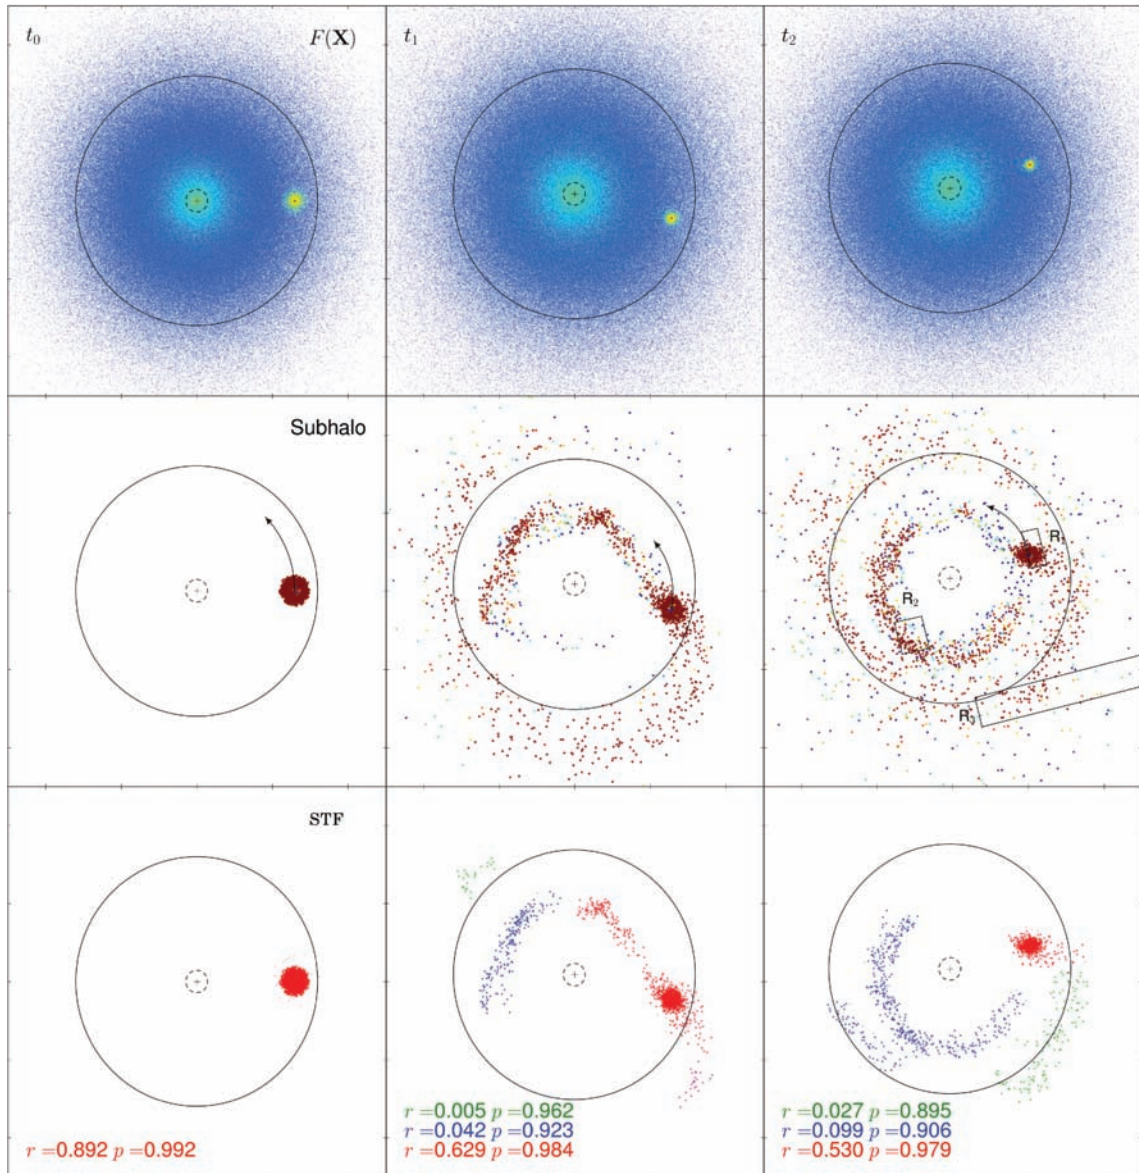 t₀ F(X) t₁ t₂
Subhalo
R
R₂
R₃
STF
r=0.005 p=0.962
r=0.027 p=0.895
r=0.042 p=0.923
r=0.099 p=0.906
r=0.892 p=0.992
r=0.629 p=0.984
r=0.530 p=0.979